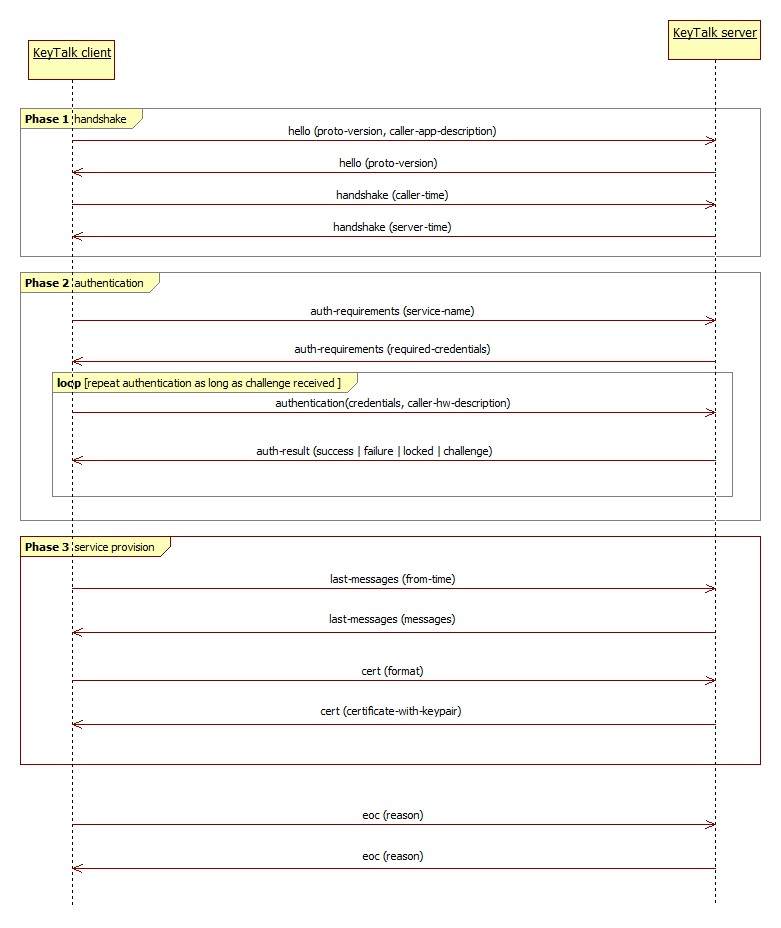 KeyTalk client
KeyTalk server
Phase 1 handshake
hello (proto-version, caller-app-description)
hello (proto-version)
handshake (caller-time)
handshake (server-time)
Phase 2 authentication
auth-requirements (service-name)
auth-requirements (required-credentials)
loop [repeat authentication as long as challenge received ]
authentication(credentials, caller-hw-description)
auth-result (success | failure | locked | challenge)
Phase 3 service provision
last-messages (from-time)
last-messages (messages)
cert (format)
cert (certificate-with-keypair)
eoc (reason)
eoc (reason)